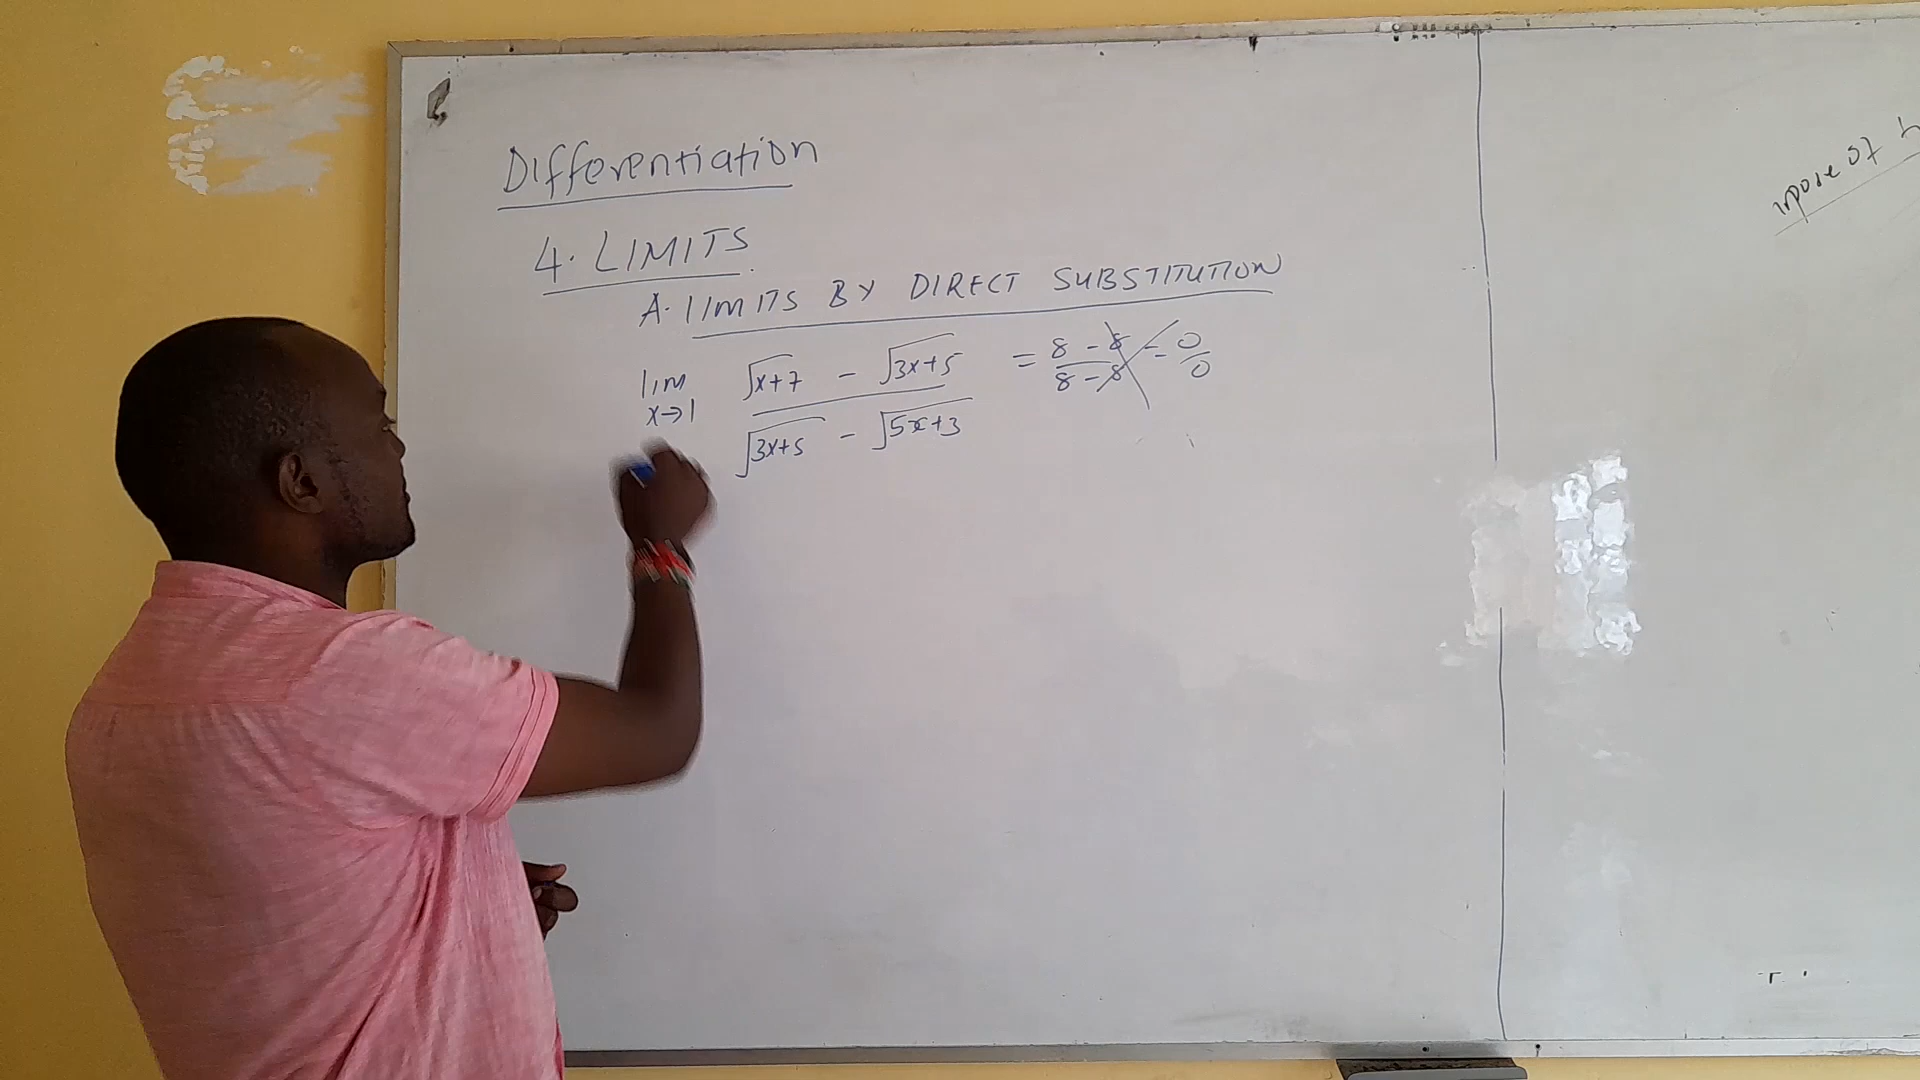 Differentiation
4. LIMITS
A. LIMITS BY DIRECT SUBSTITUTION
lim x→1 (√x+7 - √3x+5) / (√3x+5 - √5x+3) = (8 - 8) / (8 - 8) = 0/0
of